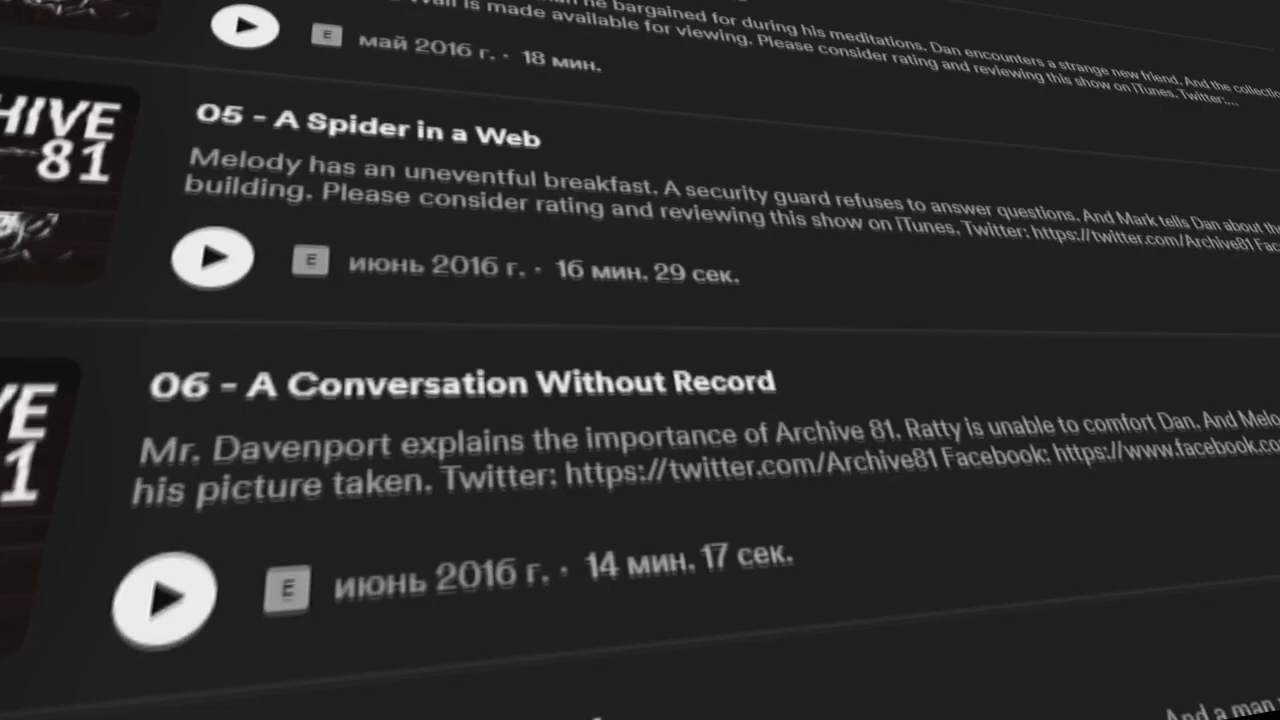 he bargained for during his meditations. Dan encounters a strange new friend. And the
is made available for viewing. Please consider rating and reviewing this show on iTunes. Twitter:...
E май 2016 г. · 18 мин.
HIVE
81
05 - A Spider in a Web
Melody has an uneventful breakfast. A security guard refuses to answer questions. And Mark tells Dan about
building. Please consider rating and reviewing this show on iTunes. Twitter: https://twitter.com/Archive81
E июнь 2016 г. · 16 мин. 29 сек.
VE
1
06 - A Conversation Without Record
Mr. Davenport explains the importance of Archive 81. Ratty is unable to comfort Dan. And Melo
his picture taken. Twitter: https://twitter.com/Archive81 Facebook: https://www.facebook.co
E июнь 2016 г. · 14 мин. 17 сек.
And a man